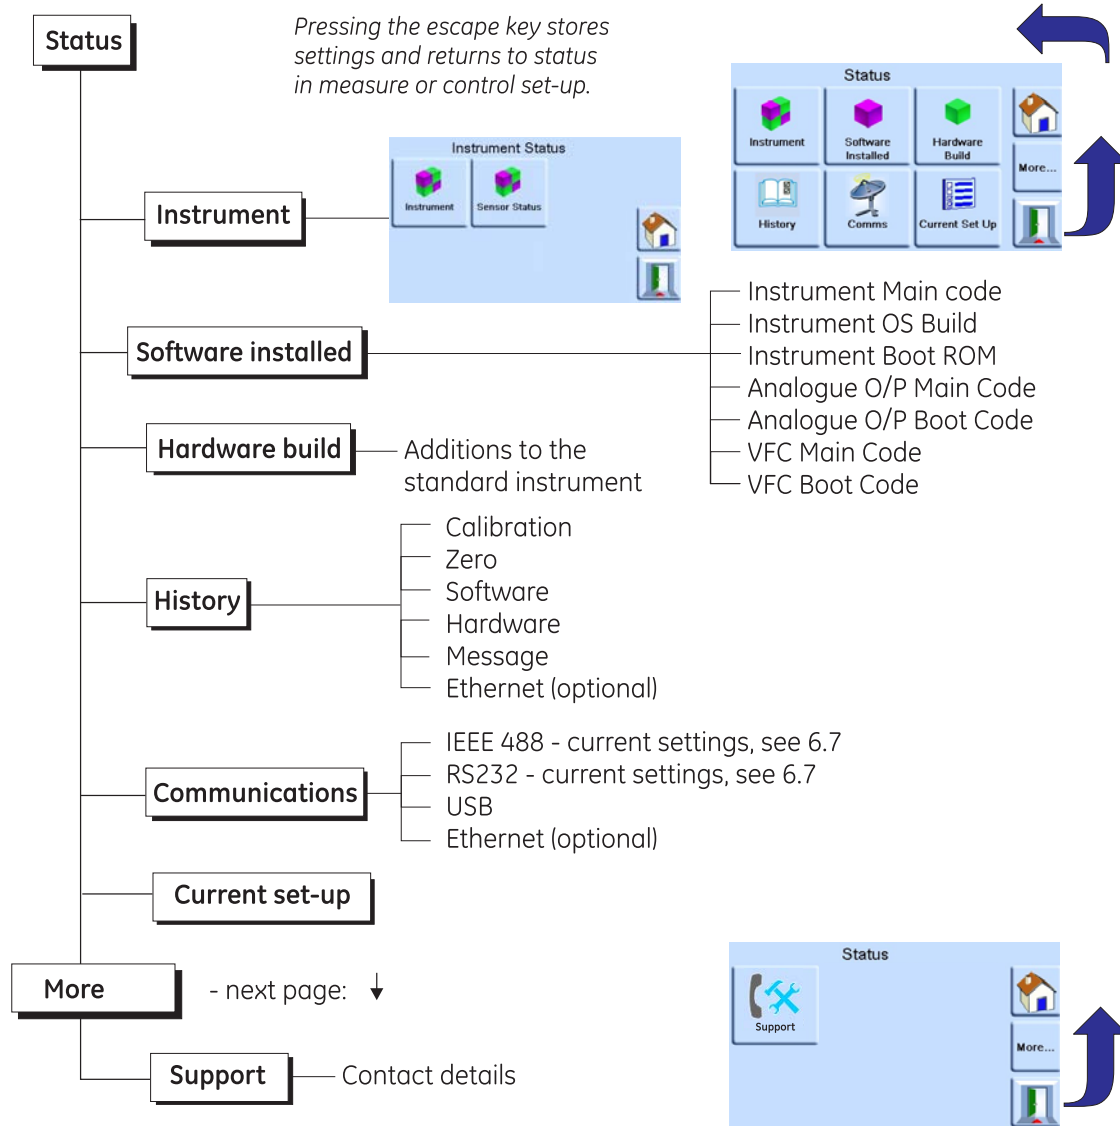 Status
Pressing the escape key stores
settings and returns to status
in measure or control set-up.
Status
Instrument
Software
Installed
Hardware
Build
More...
History
Comms
Current Set Up
Instrument Status
Instrument
Sensor Status
Instrument
Software installed
Instrument Main code
Instrument OS Build
Instrument Boot ROM
Analogue O/P Main Code
Analogue O/P Boot Code
VFC Main Code
VFC Boot Code
Hardware build
Additions to the
standard instrument
History
Calibration
Zero
Software
Hardware
Message
Ethernet (optional)
Communications
IEEE 488 - current settings, see 6.7
RS232 - current settings, see 6.7
USB
Ethernet (optional)
Current set-up
More
- next page:
Status
Support
More...
Support
Contact details